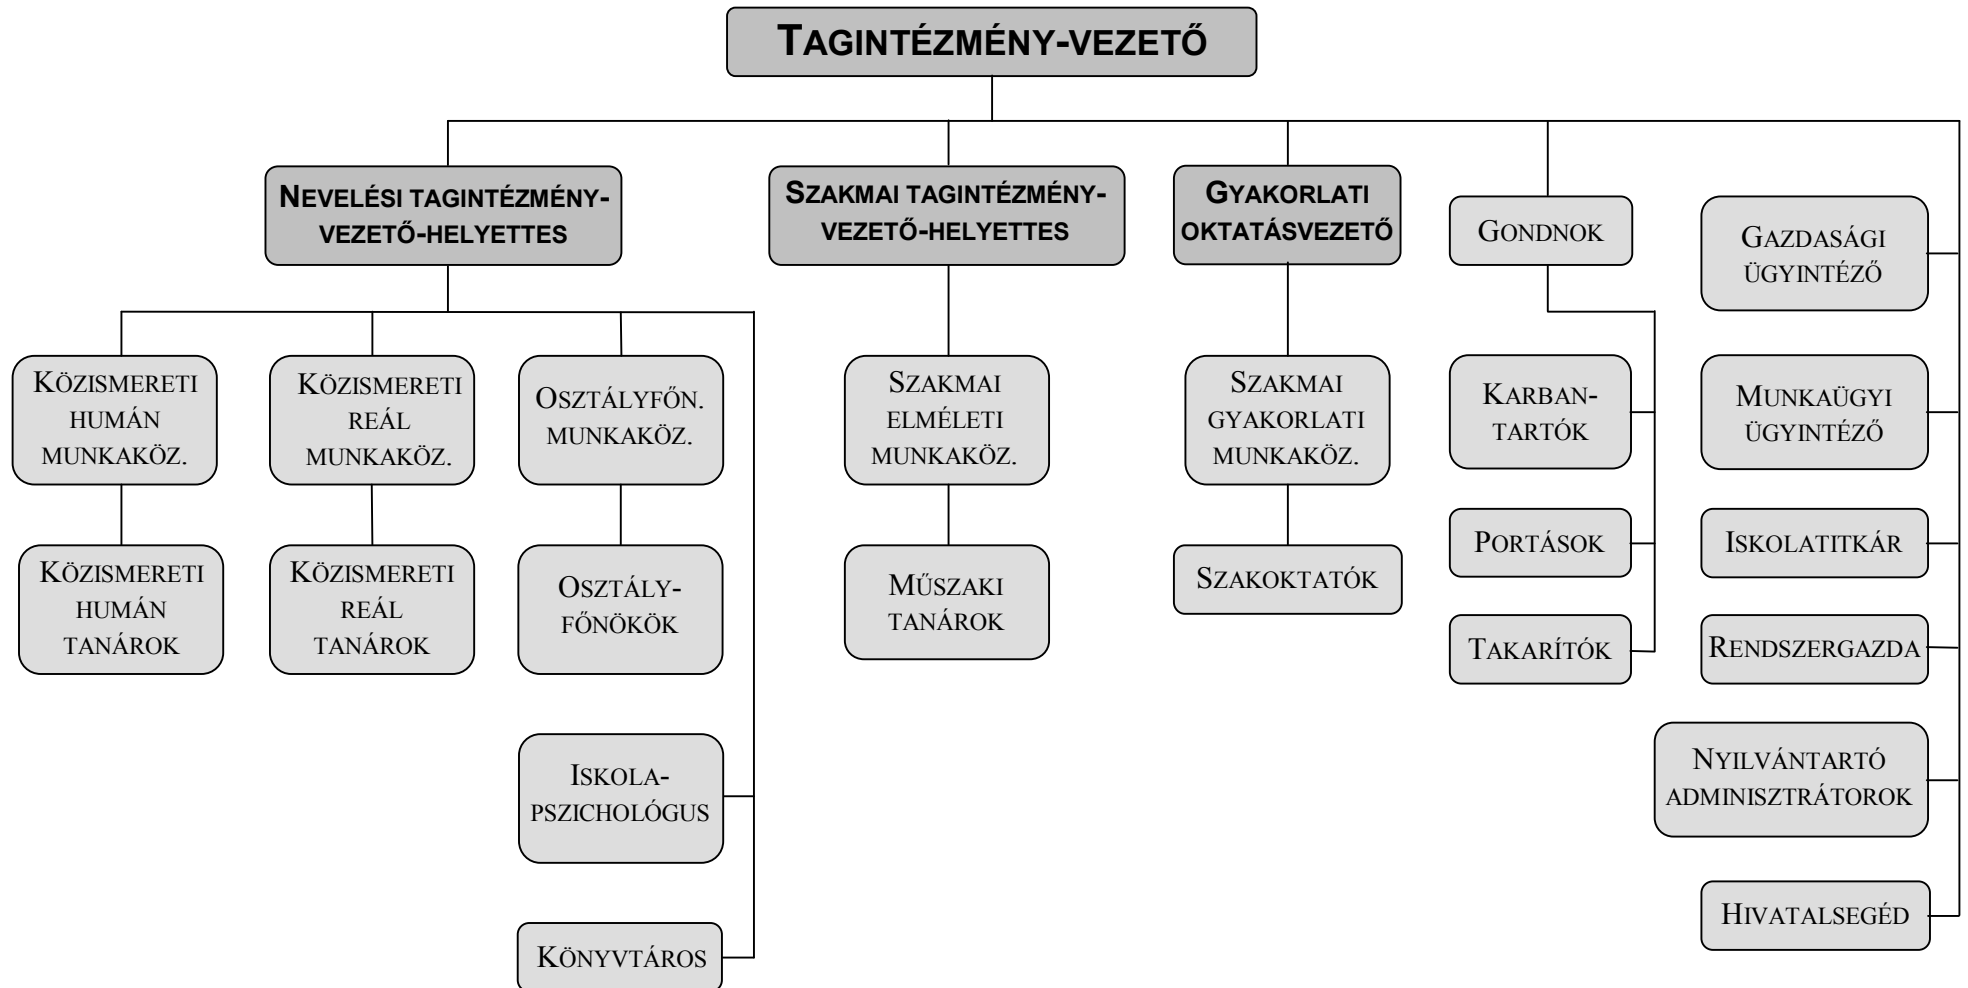 TAGINTÉZMÉNY-VEZETŐ
NEVELÉSI TAGINTÉZMÉNY-
VEZETŐ-HELYETTES
SZAKMAI TAGINTÉZMÉNY-
VEZETŐ-HELYETTES
GYAKORLATI
OKTATÁSVEZETŐ
GONDNOK
GAZDASÁGI
ÜGYINTÉZŐ
KÖZISMERETI
HUMÁN
MUNKAKÖZ.
KÖZISMERETI
REÁL
MUNKAKÖZ.
OSZTÁLYFŐN.
MUNKAKÖZ.
SZAKMAI
ELMÉLETI
MUNKAKÖZ.
SZAKMAI
GYAKORLATI
MUNKAKÖZ.
KARBAN-
TARTÓK
MUNKAÜGYI
ÜGYINTÉZŐ
KÖZISMERETI
HUMÁN
TANÁROK
KÖZISMERETI
REÁL
TANÁROK
OSZTÁLY-
FŐNÖKÖK
MŰSZAKI
TANÁROK
SZAKOKTATÓK
PORTÁSOK
ISKOLATITKÁR
TAKARÍTÓK
RENDSZERGAZDA
ISKOLA-
PSZICHOLÓGUS
NYILVÁNTARTÓ
ADMINISZTRÁTOROK
KÖNYVTÁROS
HIVATALSEGÉD